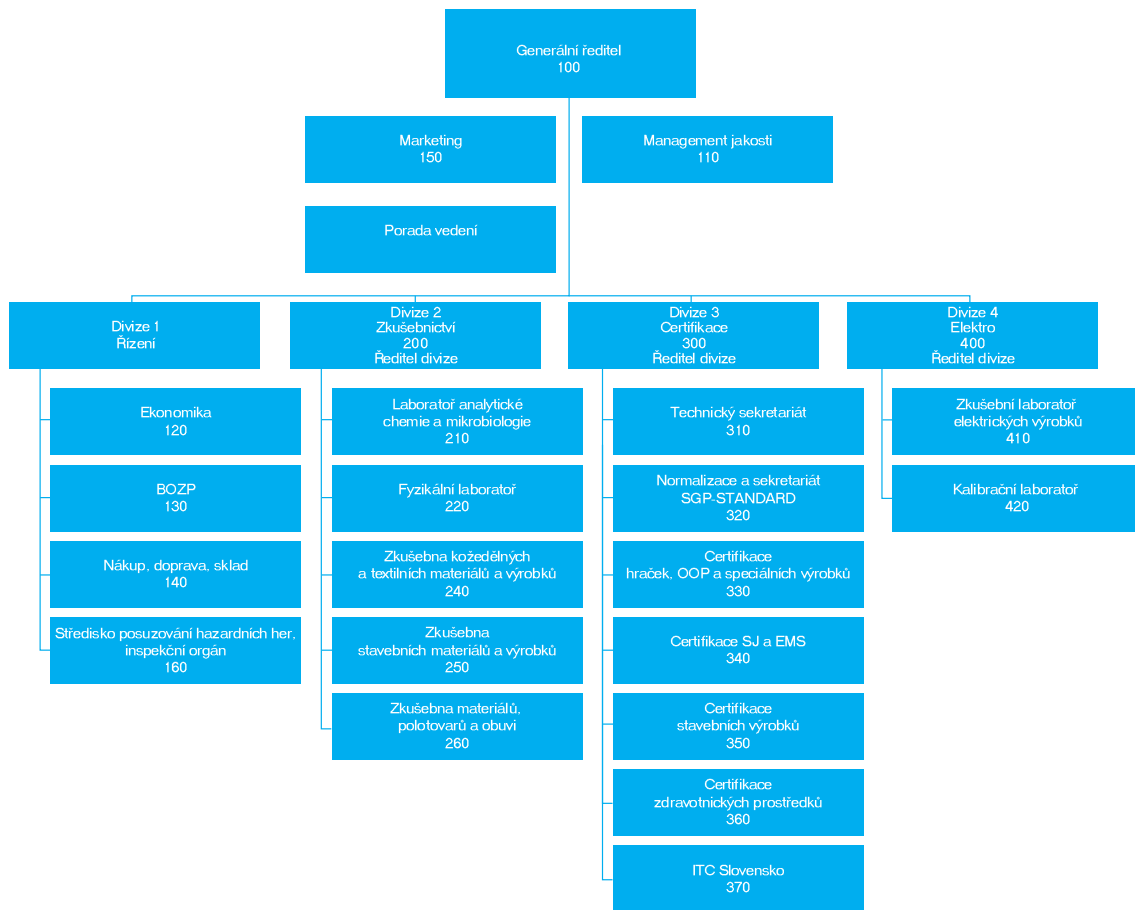 Generální ředitel
100
Marketing
150
Management jakosti
110
Porada vedení
Divize 1
Řízení
Ekonomika
120
BOZP
130
Nákup, doprava, sklad
140
Středisko posuzování hazardních her,
inspekční orgán
160
Divize 2
Zkušebnictví
200
Ředitel divize
Laboratoř analytické
chemie a mikrobiologie
210
Fyzikální laboratoř
220
Zkušebna kožedělných
a textilních materiálů a výrobků
240
Zkušebna
stavebních materiálů a výrobků
250
Zkušebna materiálů,
polotovarů a obuvi
260
Divize 3
Certifikace
300
Ředitel divize
Technický sekretariát
310
Normalizace a sekretariát
SGP-STANDARD
320
Certifikace
hraček, OOP a speciálních výrobků
330
Certifikace SJ a EMS
340
Certifikace
stavebních výrobků
350
Certifikace
zdravotnických prostředků
360
ITC Slovensko
370
Divize 4
Elektro
400
Ředitel divize
Zkušební laboratoř
elektrických výrobků
410
Kalibrační laboratoř
420